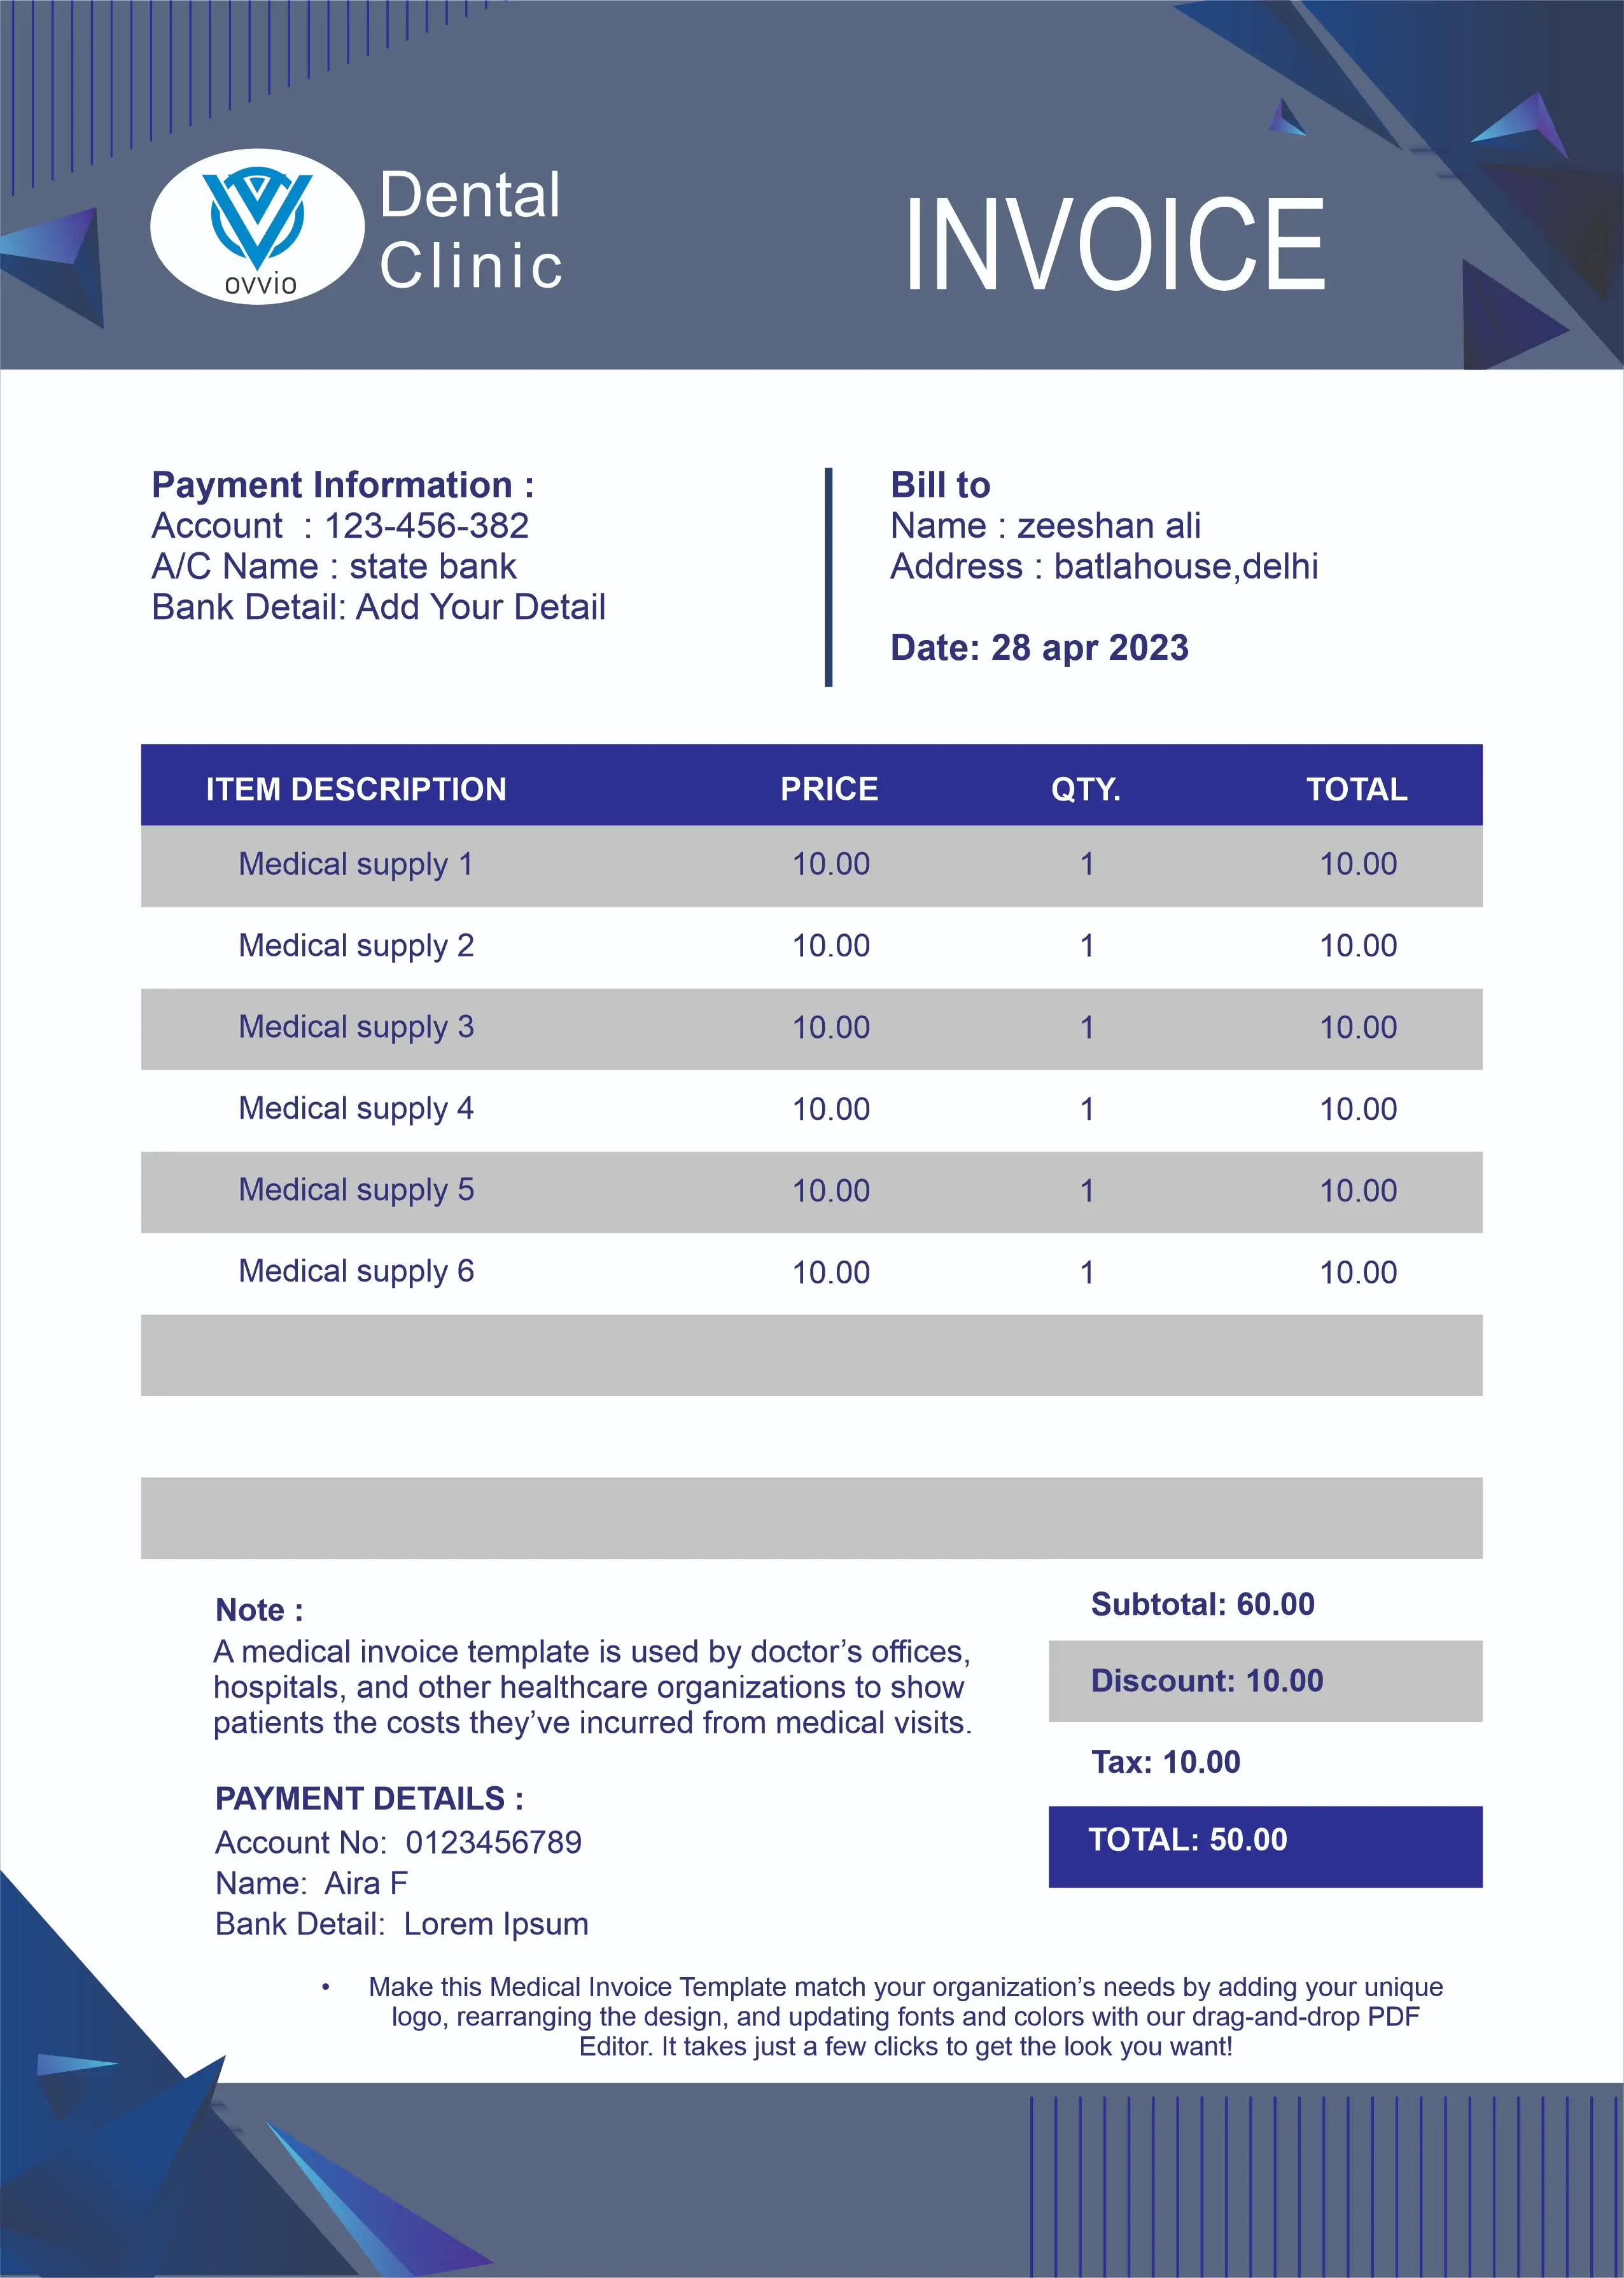 ovvio
Dental
Clinic
INVOICE
Payment Information :
Account  : 123-456-382
A/C Name : state bank
Bank Detail: Add Your Detail
Bill to
Name : zeeshan ali
Address : batlahouse,delhi
Date: 28 apr 2023
ITEM DESCRIPTION PRICE QTY. TOTAL
Medical supply 1 10.00 1 10.00
Medical supply 2 10.00 1 10.00
Medical supply 3 10.00 1 10.00
Medical supply 4 10.00 1 10.00
Medical supply 5 10.00 1 10.00
Medical supply 6 10.00 1 10.00
Note :
A medical invoice template is used by doctor’s offices,
hospitals, and other healthcare organizations to show
patients the costs they’ve incurred from medical visits.
PAYMENT DETAILS :
Account No:  0123456789
Name:  Aira F
Bank Detail:  Lorem Ipsum
Subtotal: 60.00
Discount: 10.00
Tax: 10.00
TOTAL: 50.00
• Make this Medical Invoice Template match your organization’s needs by adding your unique
logo, rearranging the design, and updating fonts and colors with our drag-and-drop PDF
Editor. It takes just a few clicks to get the look you want!